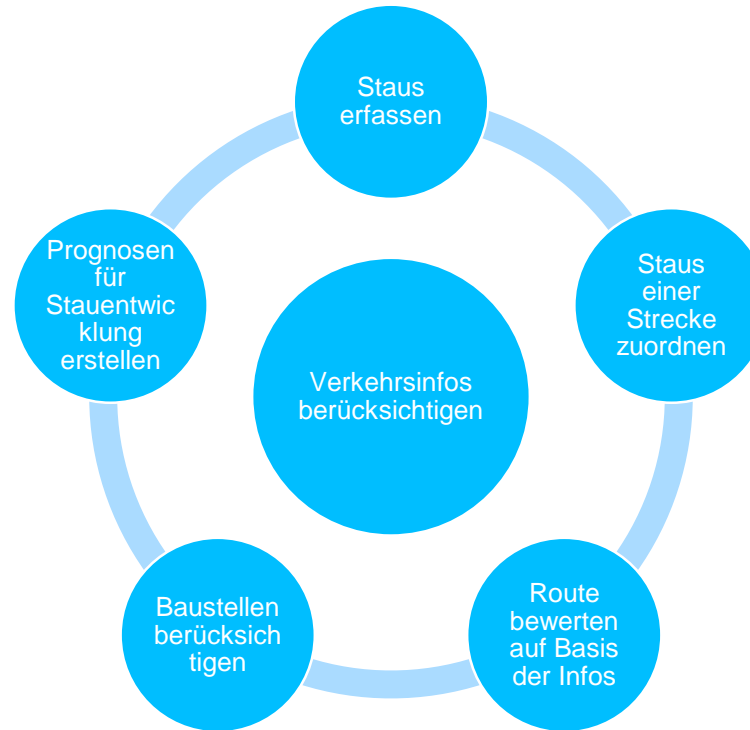 Staus
erfassen
Staus
einer
Strecke
zuordnen
Route
bewerten
auf Basis
der Infos
Baustellen
berücksich
tigen
Prognosen
für
Stauentwic
klung
erstellen
Verkehrsinfos
berücksichtigen